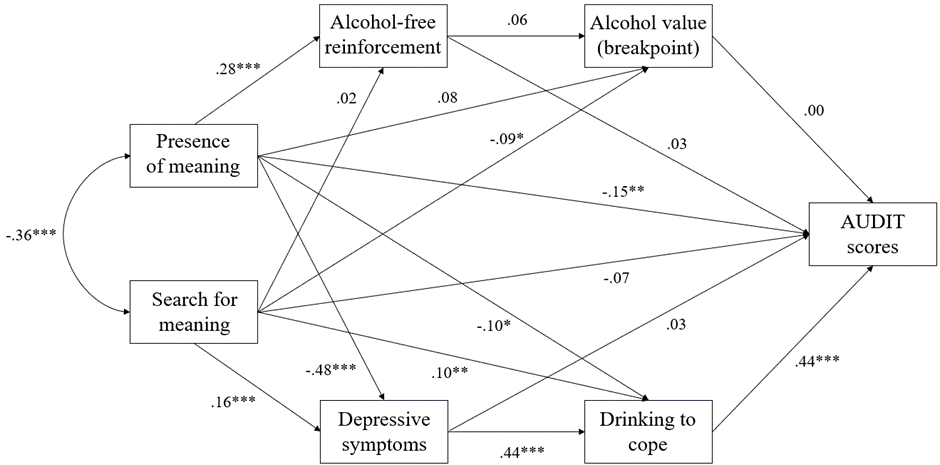 Alcohol-free
reinforcement
.06
Alcohol value
(breakpoint)
.28***
.02
.08
-.09*
.00
Presence
of meaning
.03
-.15**
-.36***
AUDIT
scores
Search for
meaning
-.07
-.10*
.03
-.48***
.10**
.44***
.16***
Depressive
symptoms
.44***
Drinking to
cope